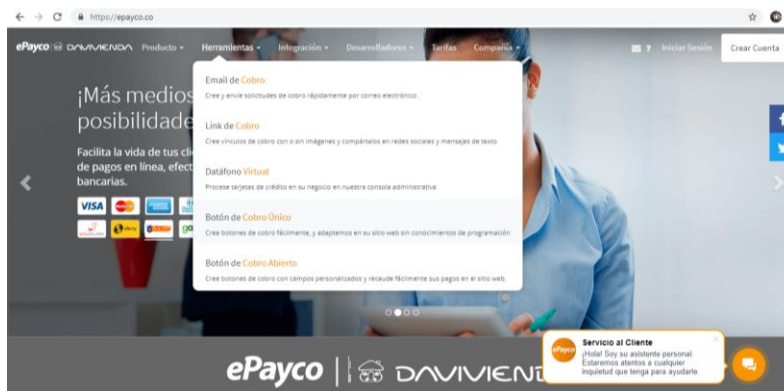 https://epayco.co
ePayco DAVIVIENDA Producto Herramientas Integración Desarrolladores Tarifas Compañía ? Iniciar Sesión Crear Cuenta
¡Más medios
posibilidade
Facilita la vida de tus cli
de pagos en línea, efect
bancarias.
VISA
Email de Cobro
Cree y envíe solicitudes de cobro rápidamente por correo electrónico.
Link de Cobro
Cree vínculos de cobro con o sin imágenes y compártalos en redes sociales y mensajes de texto
Datáfono Virtual
Procese tarjetas de crédito en su negocio en nuestra consola administrativa
Botón de Cobro Único
Cree botones de cobro fácilmente, y adaptemos en su sitio web sin conocimientos de programación
Botón de Cobro Abierto
Cree botones de cobro con campos personalizados y recaude fácilmente sus pagos en el sitio web.
ePayco DAVIVIEND
ePayco
Servicio al Cliente
¡Hola! Soy su asistente personal.
Estaremos atentos a cualquier
inquietud que tenga para ayudarle